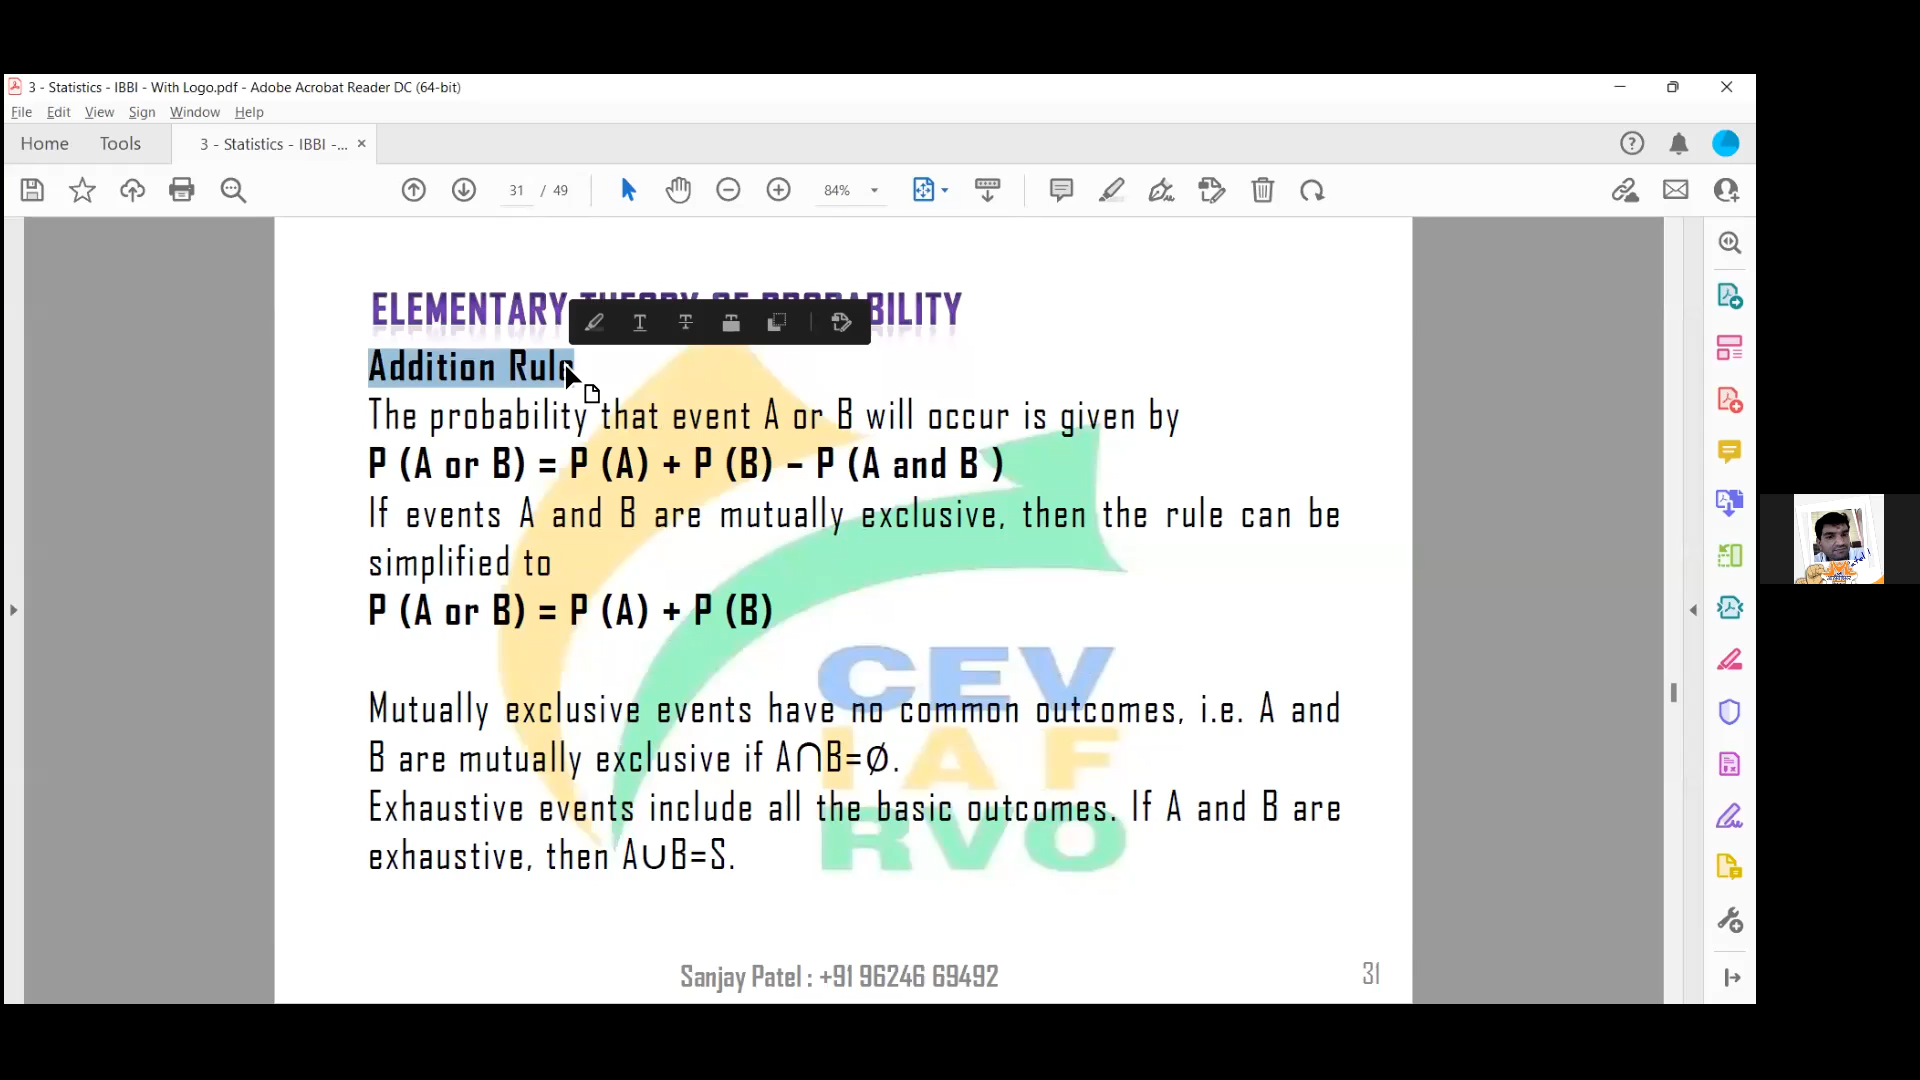 3 - Statistics - IBBI - With Logo.pdf - Adobe Acrobat Reader DC (64-bit)
File Edit View Sign Window Help
Home Tools 3 - Statistics - IBBI -...
31 / 49 84%
ELEMENTARY THEORY OF PROBABILITY
Addition Rule
The probability that event A or B will occur is given by
P (A or B) = P (A) + P (B) – P (A and B )
If events A and B are mutually exclusive, then the rule can be
simplified to
P (A or B) = P (A) + P (B)
Mutually exclusive events have no common outcomes, i.e. A and
B are mutually exclusive if A∩B=∅.
Exhaustive events include all the basic outcomes. If A and B are
exhaustive, then A∪B=S.
CEV
IAF
RVO
Sanjay Patel : +91 96246 69492
31